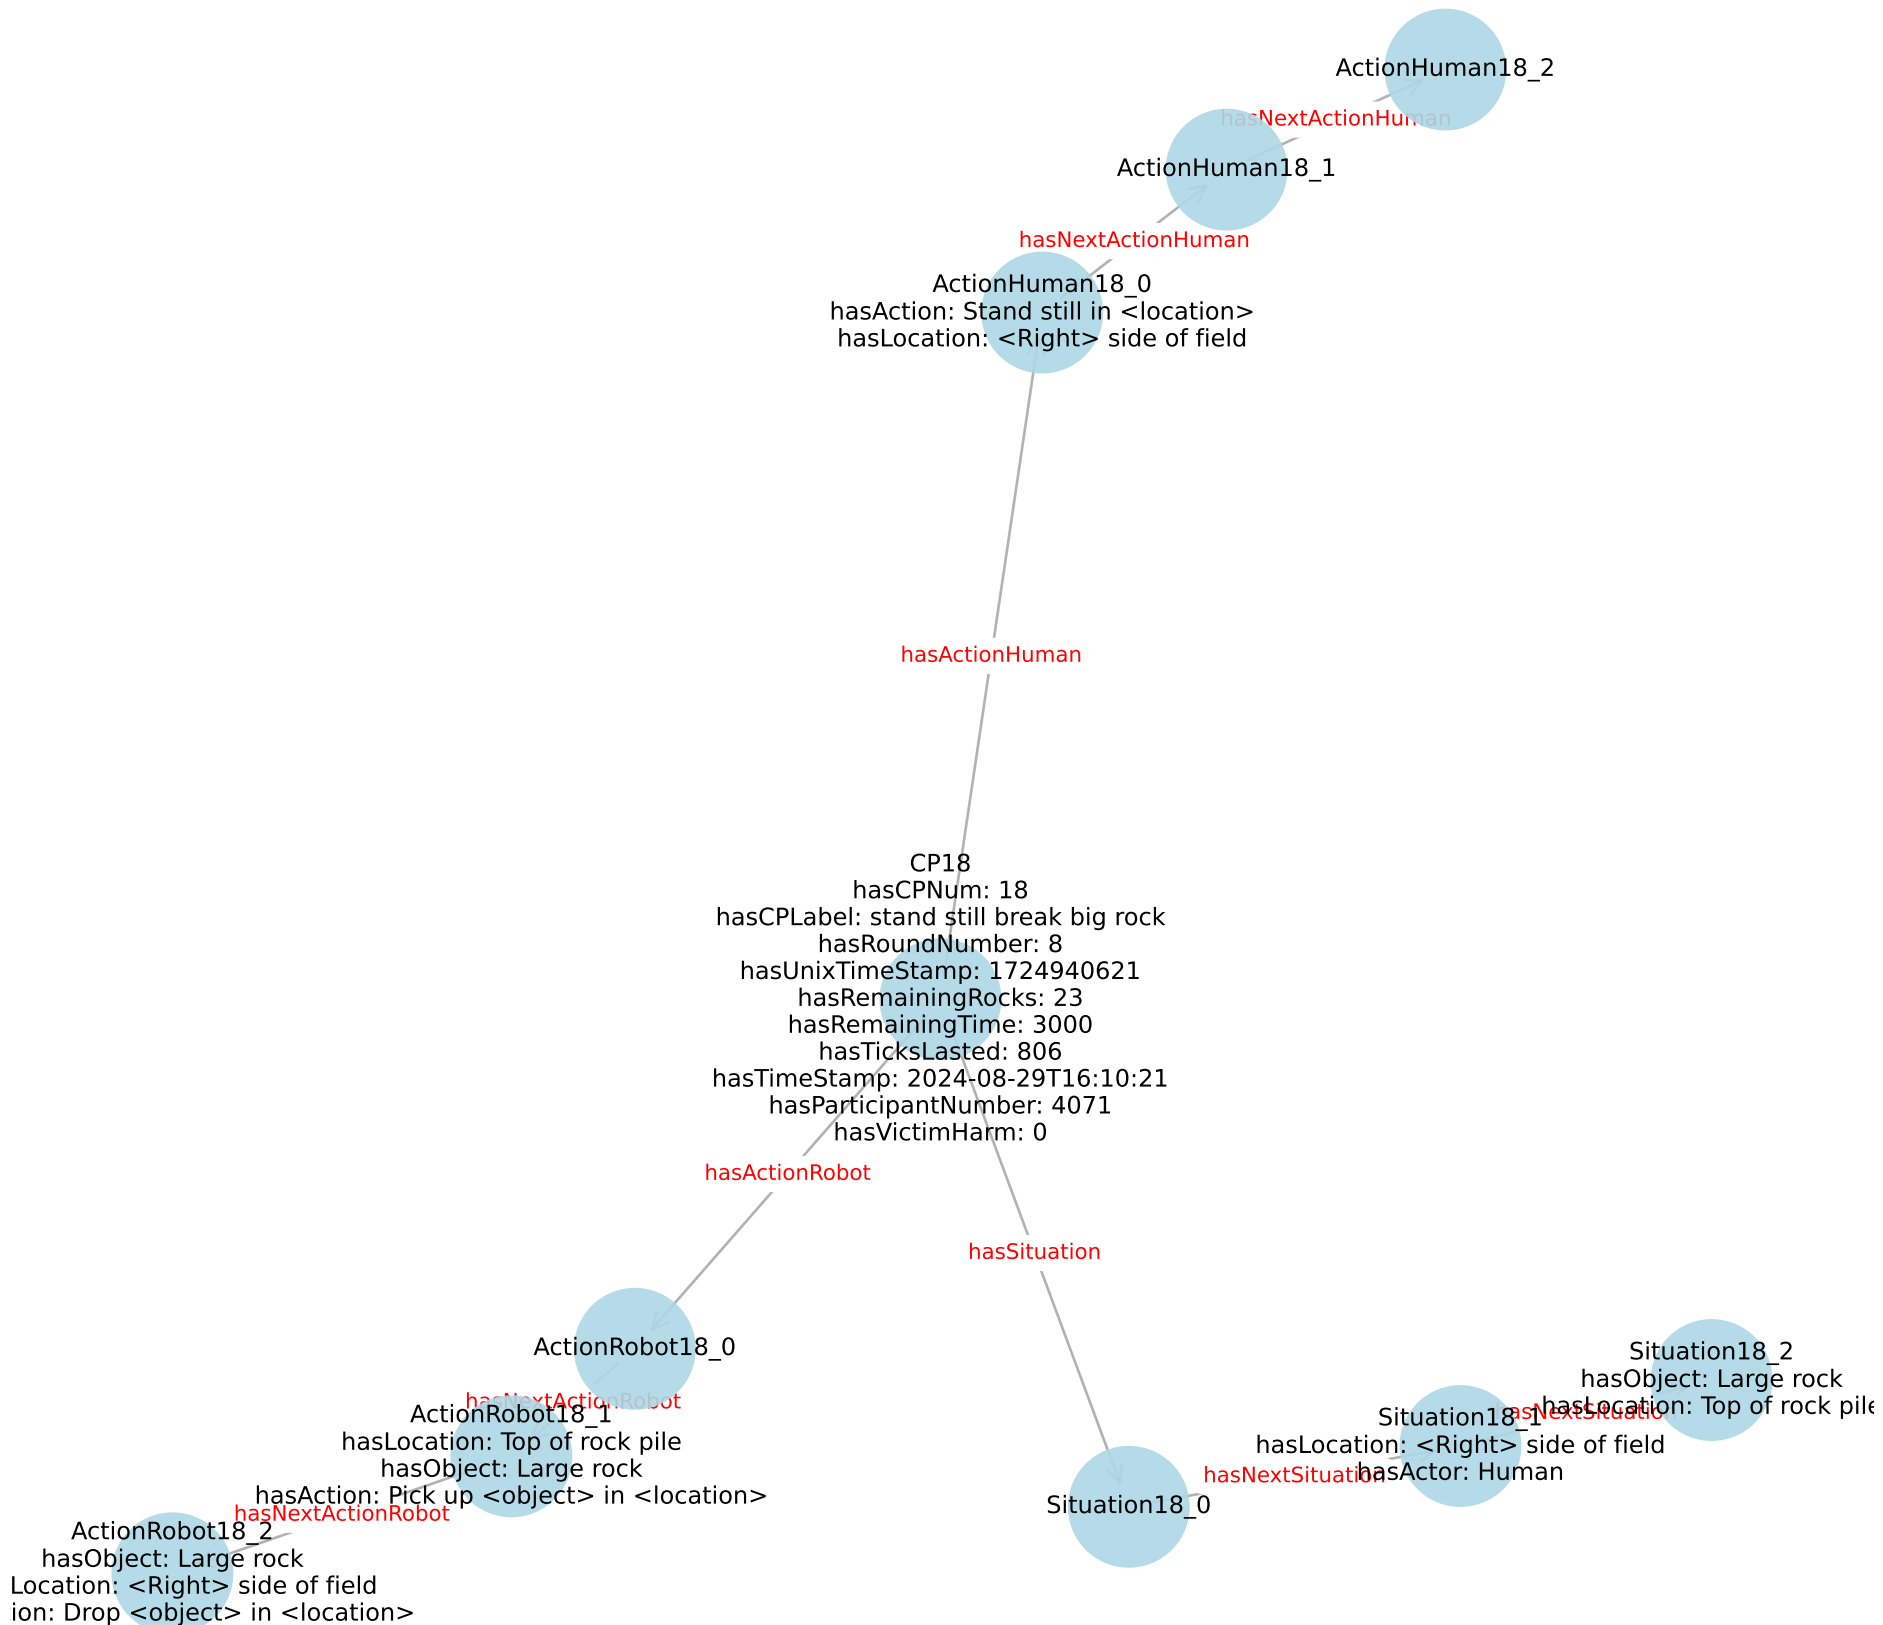 ActionHuman18_2
hasNextActionHuman
ActionHuman18_1
hasNextActionHuman
ActionHuman18_0
hasAction: Stand still in <location>
hasLocation: <Right> side of field
hasActionHuman
CP18
hasCPNum: 18
hasCPLabel: stand still break big rock
hasRoundNumber: 8
hasUnixTimeStamp: 1724940621
hasRemainingRocks: 23
hasRemainingTime: 3000
hasTicksLasted: 806
hasTimeStamp: 2024-08-29T16:10:21
hasParticipantNumber: 4071
hasVictimHarm: 0
hasActionRobot
hasSituation
ActionRobot18_0
hasNextActionRobot
ActionRobot18_1
hasLocation: Top of rock pile
hasObject: Large rock
hasAction: Pick up <object> in <location>
hasNextActionRobot
ActionRobot18_2
hasObject: Large rock
Location: <Right> side of field
ion: Drop <object> in <location>
Situation18_0
hasNextSituation
Situation18_1
hasLocation: <Right> side of field
hasActor: Human
hasNextSituation
Situation18_2
hasObject: Large rock
hasLocation: Top of rock pile